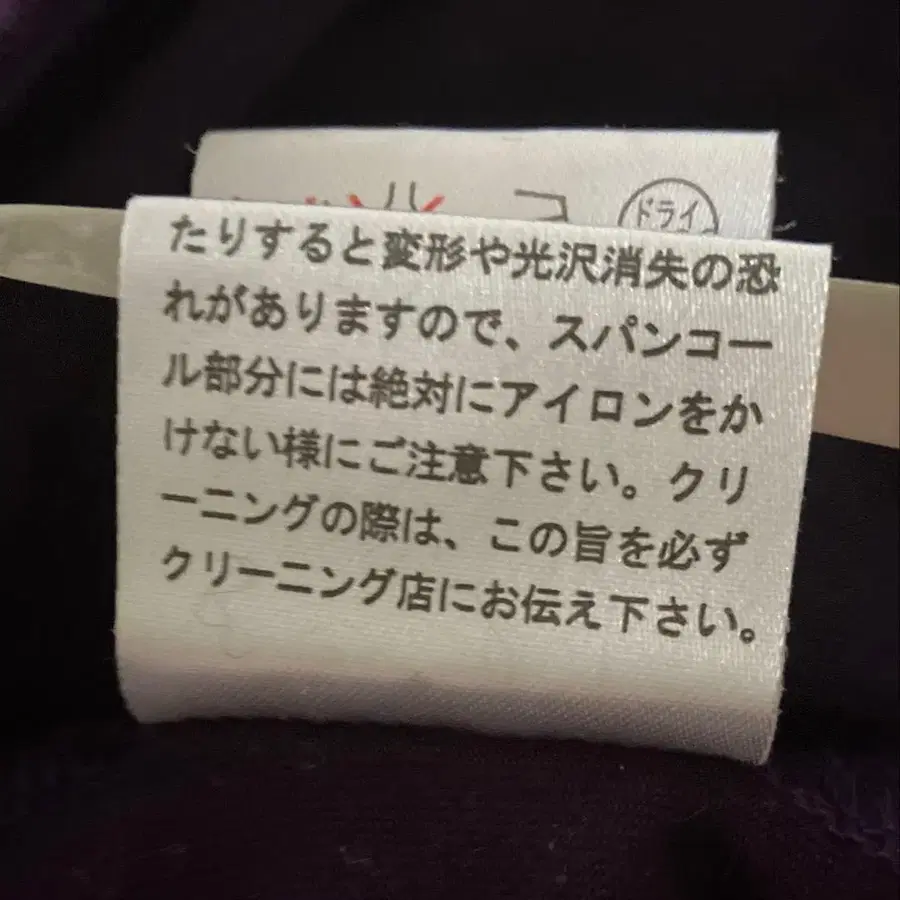 ドライ
たりすると変形や光沢消失の恐
れがありますので、スパンコー
ル部分には絶対にアイロンをか
けない様にご注意下さい。クリ
ーニングの際は、この旨を必ず
クリーニング店にお伝え下さい。